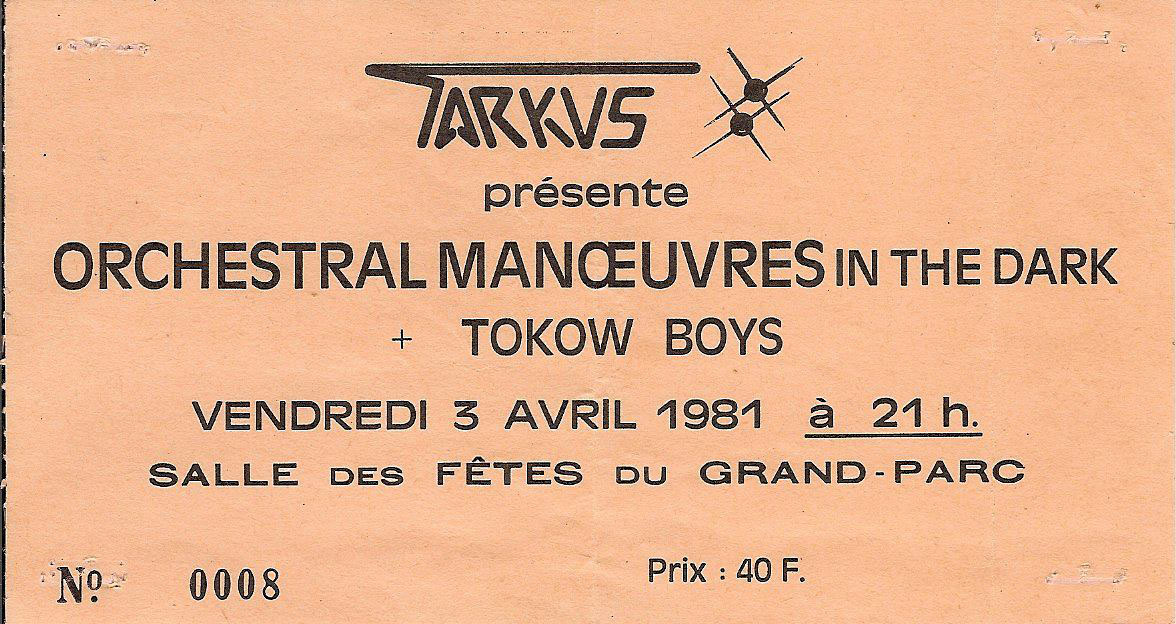 TARKUS
présente
ORCHESTRAL MANŒUVRES IN THE DARK
+ TOKOW BOYS
VENDREDI 3 AVRIL 1981 à 21 h.
SALLE DES FÊTES DU GRAND-PARC
Nº 0008
Prix : 40 F.